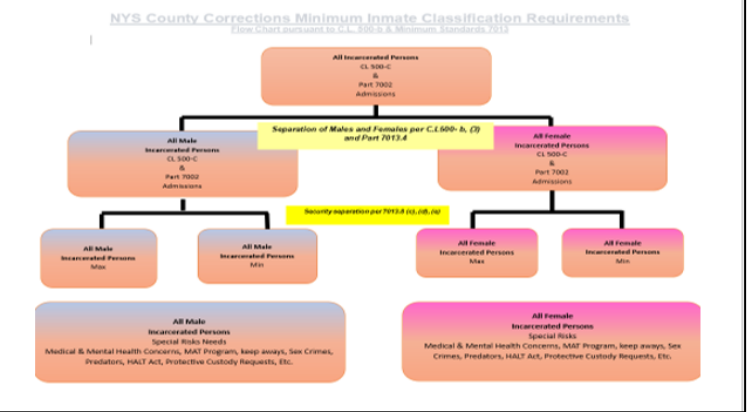 NYS County Corrections Minimum Inmate Classification Requirements
Flow Chart pursuant to C.L. 500-b & Minimum Standards 7013
All Incarcerated Persons
CL 500-C
&
Part 7002
Admissions
Separation of Males and Females per C.L500- b, (3)
and Part 7013.4
All Male
Incarcerated Persons
CL 500-C
&
Part 7002
Admissions
All Female
Incarcerated Persons
CL 500-C
&
Part 7002
Admissions
Security separation per 7013.8 (c), (d), (e)
All Male
Incarcerated Persons
Max
All Male
Incarcerated Persons
Min
All Female
Incarcerated Persons
Max
All Female
Incarcerated Persons
Min
All Male
Incarcerated Persons
Special Risks Needs
Medical & Mental Health Concerns, MAT Program, keep aways, Sex Crimes,
Predators, HALT Act, Protective Custody Requests, Etc.
All Female
Incarcerated Persons
Special Risks
Medical & Mental Health Concerns, MAT Program, keep aways, Sex
Crimes, Predators, HALT Act, Protective Custody Requests, Etc.